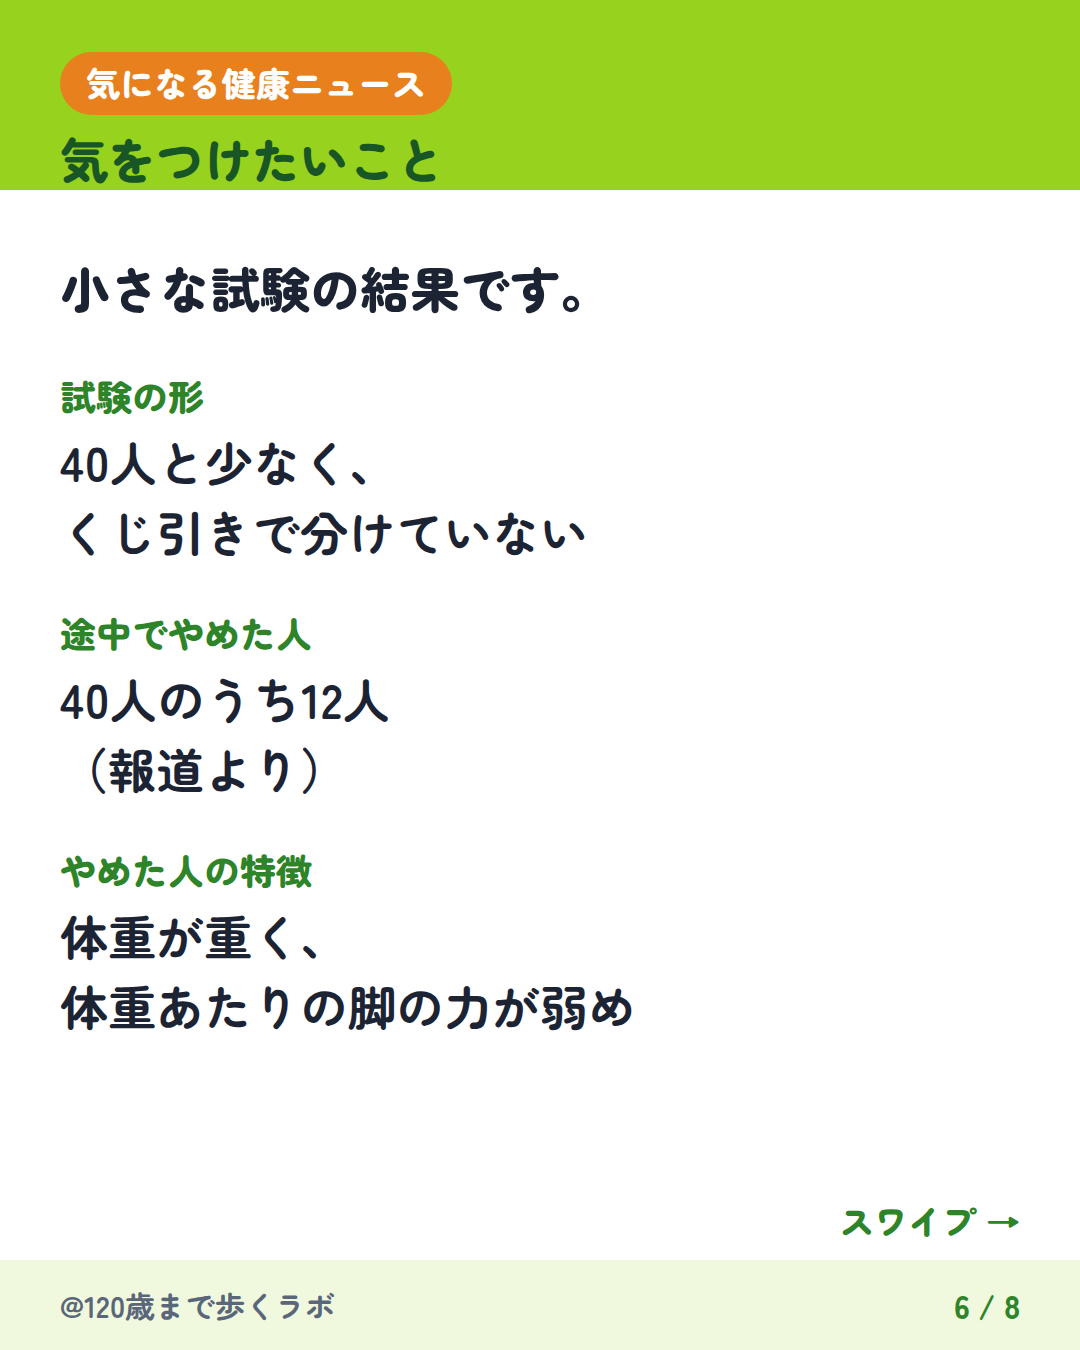 気になる健康ニュース
気をつけたいこと
小さな試験の結果です。
試験の形
40人と少なく、
くじ引きで分けていない
途中でやめた人
40人のうち12人
（報道より）
やめた人の特徴
体重が重く、
体重あたりの脚の力が弱め
スワイプ →
@120歳まで歩くラボ
6 / 8